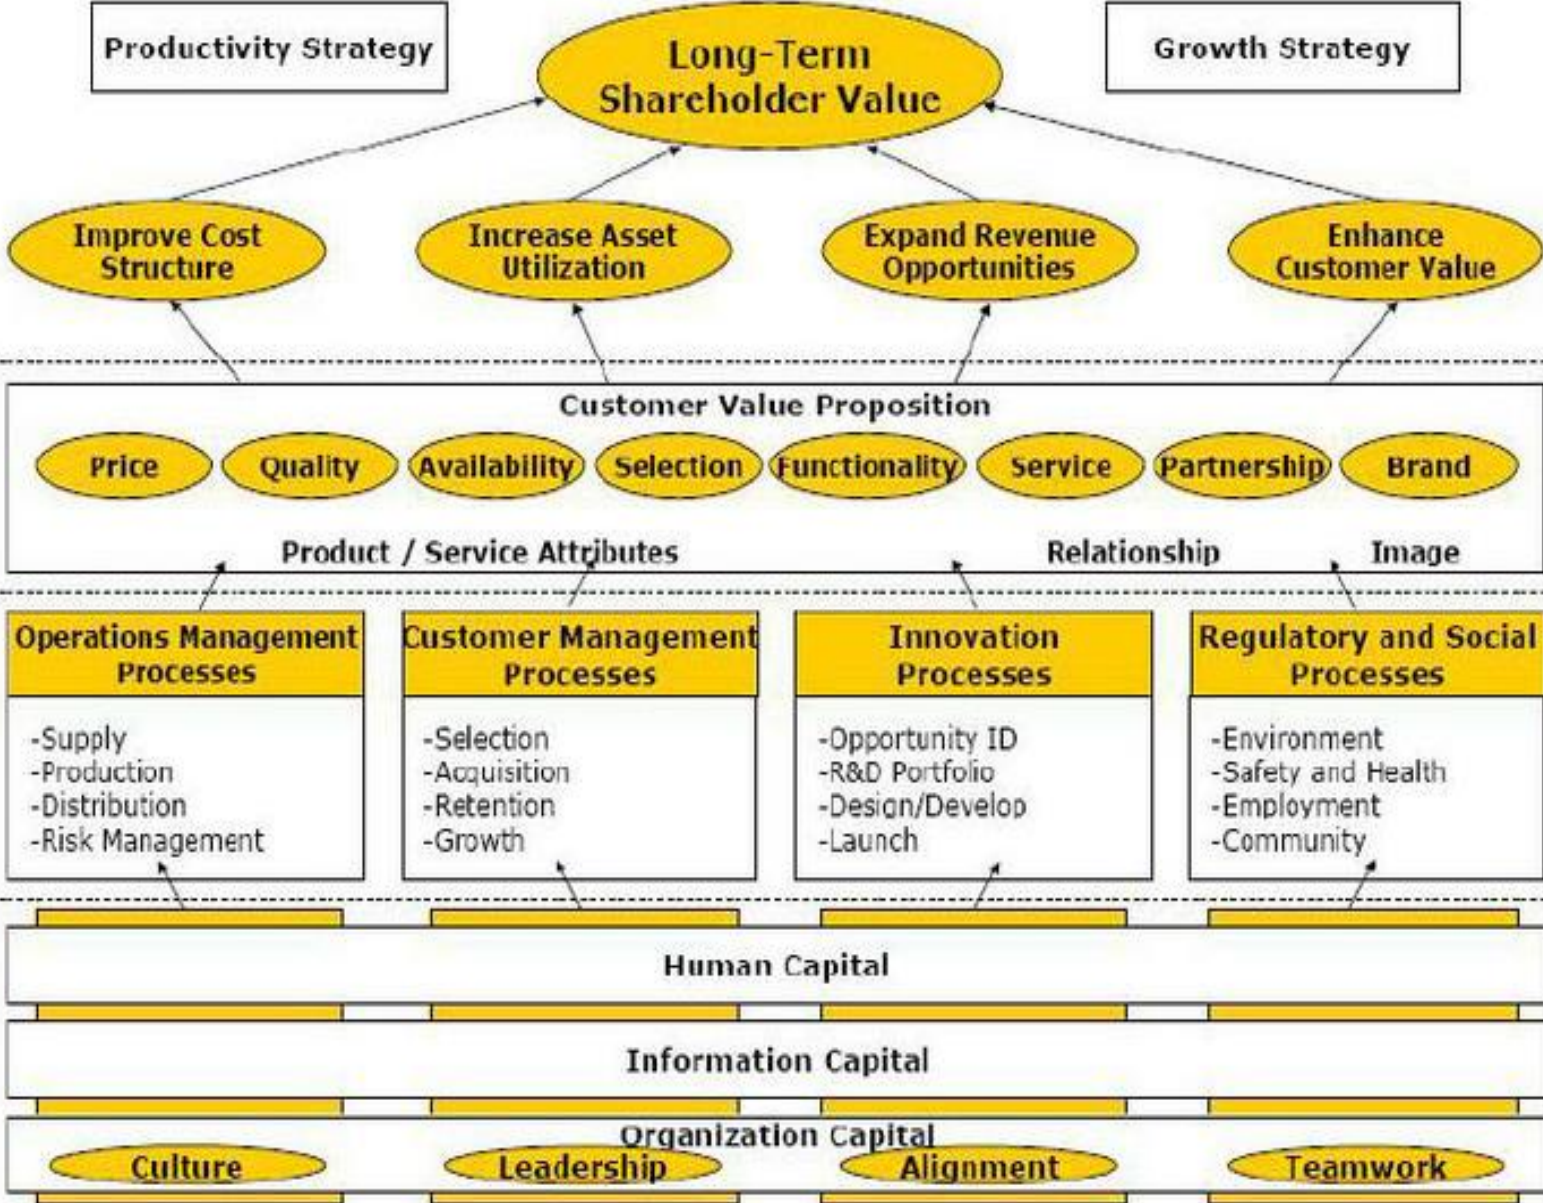 Productivity Strategy
Long-Term
Shareholder Value
Growth Strategy
Improve Cost
Structure
Increase Asset
Utilization
Expand Revenue
Opportunities
Enhance
Customer Value
Customer Value Proposition
Price
Quality
Availability
Selection
Functionality
Service
Partnership
Brand
Product / Service Attributes
Relationship
Image
Operations Management
Processes
-Supply
-Production
-Distribution
-Risk Management
Customer Management
Processes
-Selection
-Acquisition
-Retention
-Growth
Innovation
Processes
-Opportunity ID
-R&D Portfolio
-Design/Develop
-Launch
Regulatory and Social
Processes
-Environment
-Safety and Health
-Employment
-Community
Human Capital
Information Capital
Organization Capital
Culture
Leadership
Alignment
Teamwork